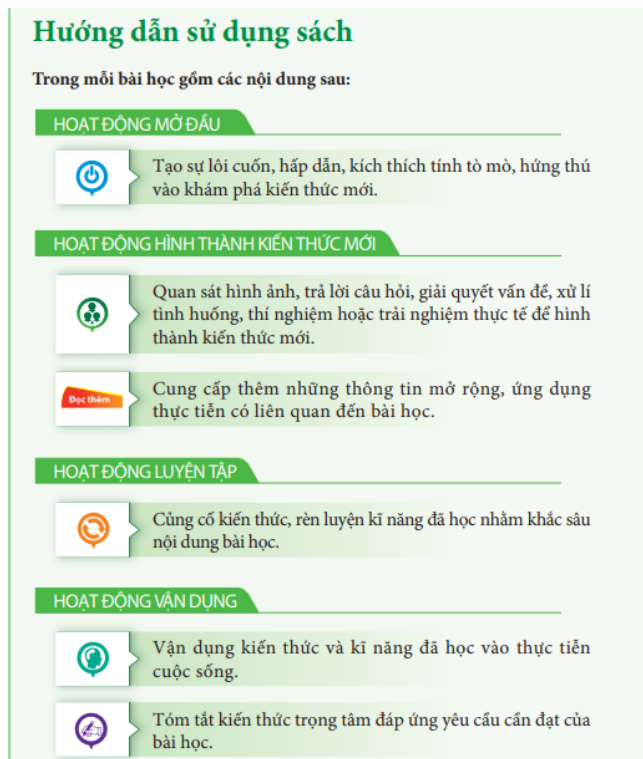 Hướng dẫn sử dụng sách
Trong mỗi bài học gồm các nội dung sau:
HOẠT ĐỘNG MỞ ĐẦU
Tạo sự lôi cuốn, hấp dẫn, kích thích tính tò mò, hứng thú
vào khám phá kiến thức mới.
HOẠT ĐỘNG HÌNH THÀNH KIẾN THỨC MỚI
Quan sát hình ảnh, trả lời câu hỏi, giải quyết vấn đề, xử lí
tình huống, thí nghiệm hoặc trải nghiệm thực tế để hình
thành kiến thức mới.
Đọc thêm
Cung cấp thêm những thông tin mở rộng, ứng dụng
thực tiễn có liên quan đến bài học.
HOẠT ĐỘNG LUYỆN TẬP
Củng cố kiến thức, rèn luyện kĩ năng đã học nhằm khắc sâu
nội dung bài học.
HOẠT ĐỘNG VẬN DỤNG
Vận dụng kiến thức và kĩ năng đã học vào thực tiễn
cuộc sống.
Tóm tắt kiến thức trọng tâm đáp ứng yêu cầu cần đạt của
bài học.